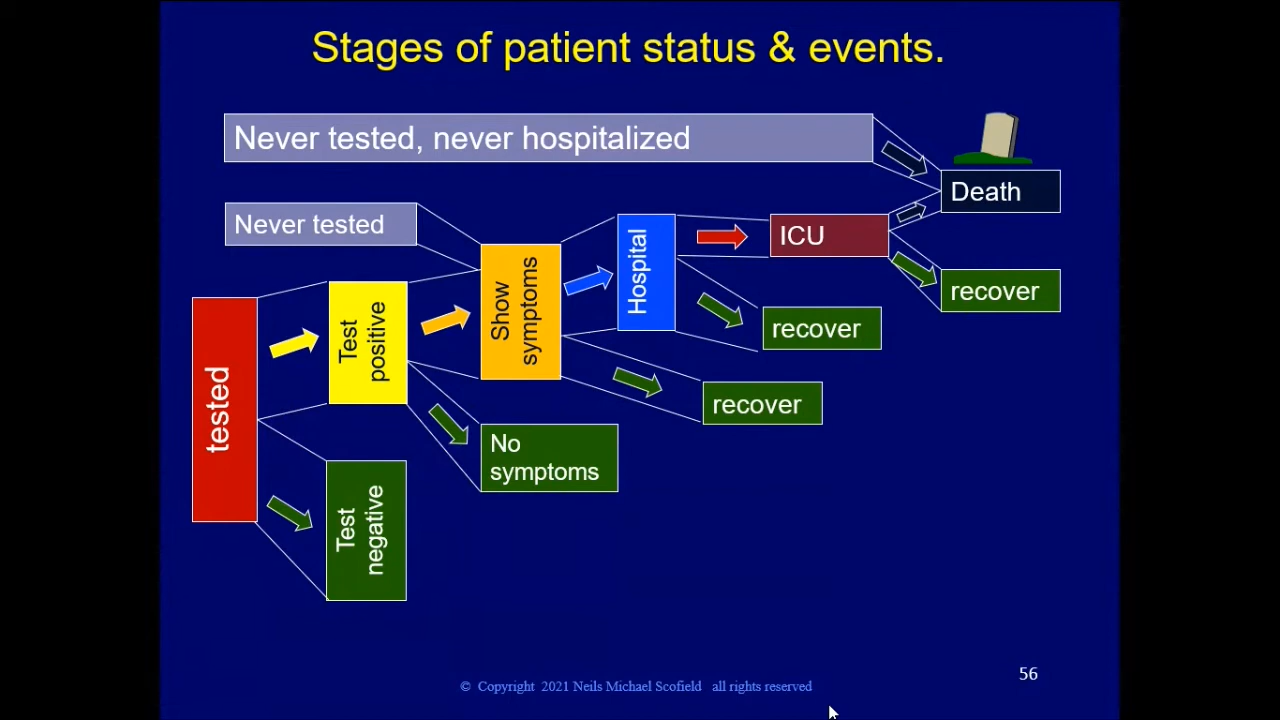 Stages of patient status & events.
Never tested, never hospitalized
Death
Never tested
Hospital
ICU
Show
symptoms
recover
Test
positive
recover
tested
recover
No
symptoms
Test
negative
56
© Copyright 2021 Neils Michael Scofield all rights reserved